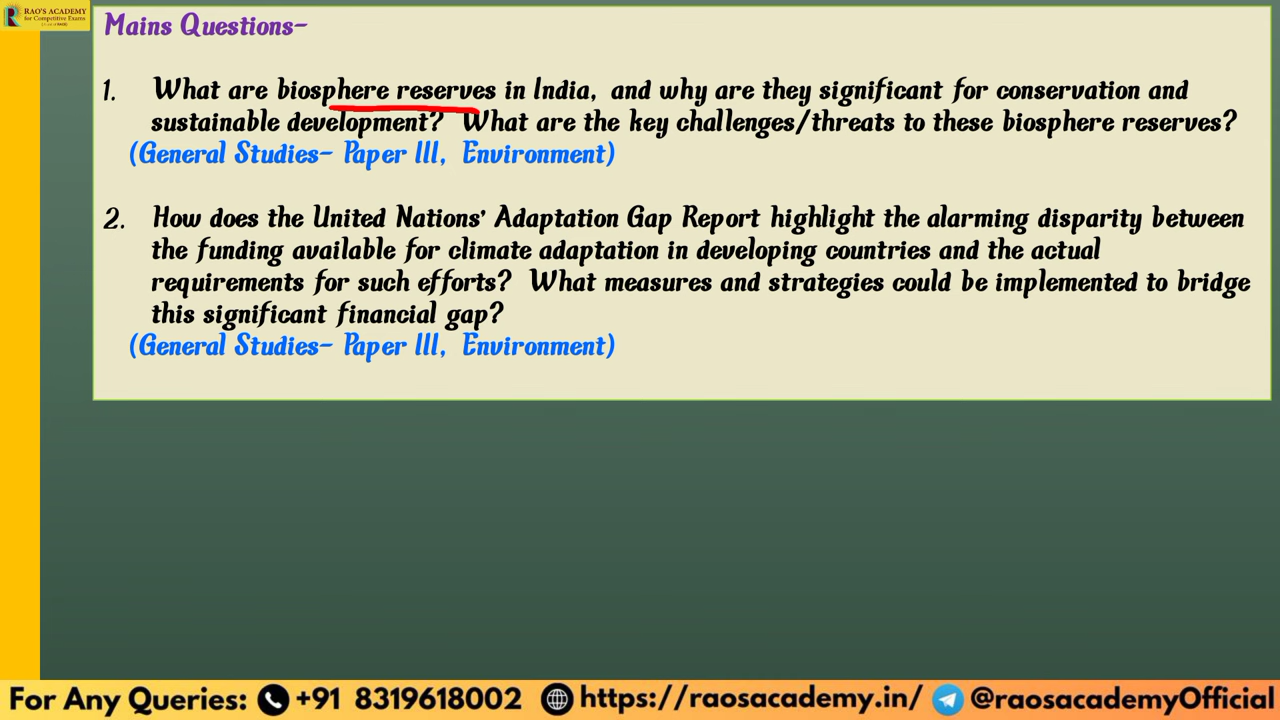 RAO'S ACADEMY
for Competitive Exams
Mains Questions-
1. What are biosphere reserves in India, and why are they significant for conservation and
sustainable development? What are the key challenges/threats to these biosphere reserves?
(General Studies- Paper III, Environment)
2. How does the United Nations' Adaptation Gap Report highlight the alarming disparity between
the funding available for climate adaptation in developing countries and the actual
requirements for such efforts? What measures and strategies could be implemented to bridge
this significant financial gap?
(General Studies- Paper III, Environment)
For Any Queries: +91 8319618002 https://raosacademy.in/ @raosacademyOfficial